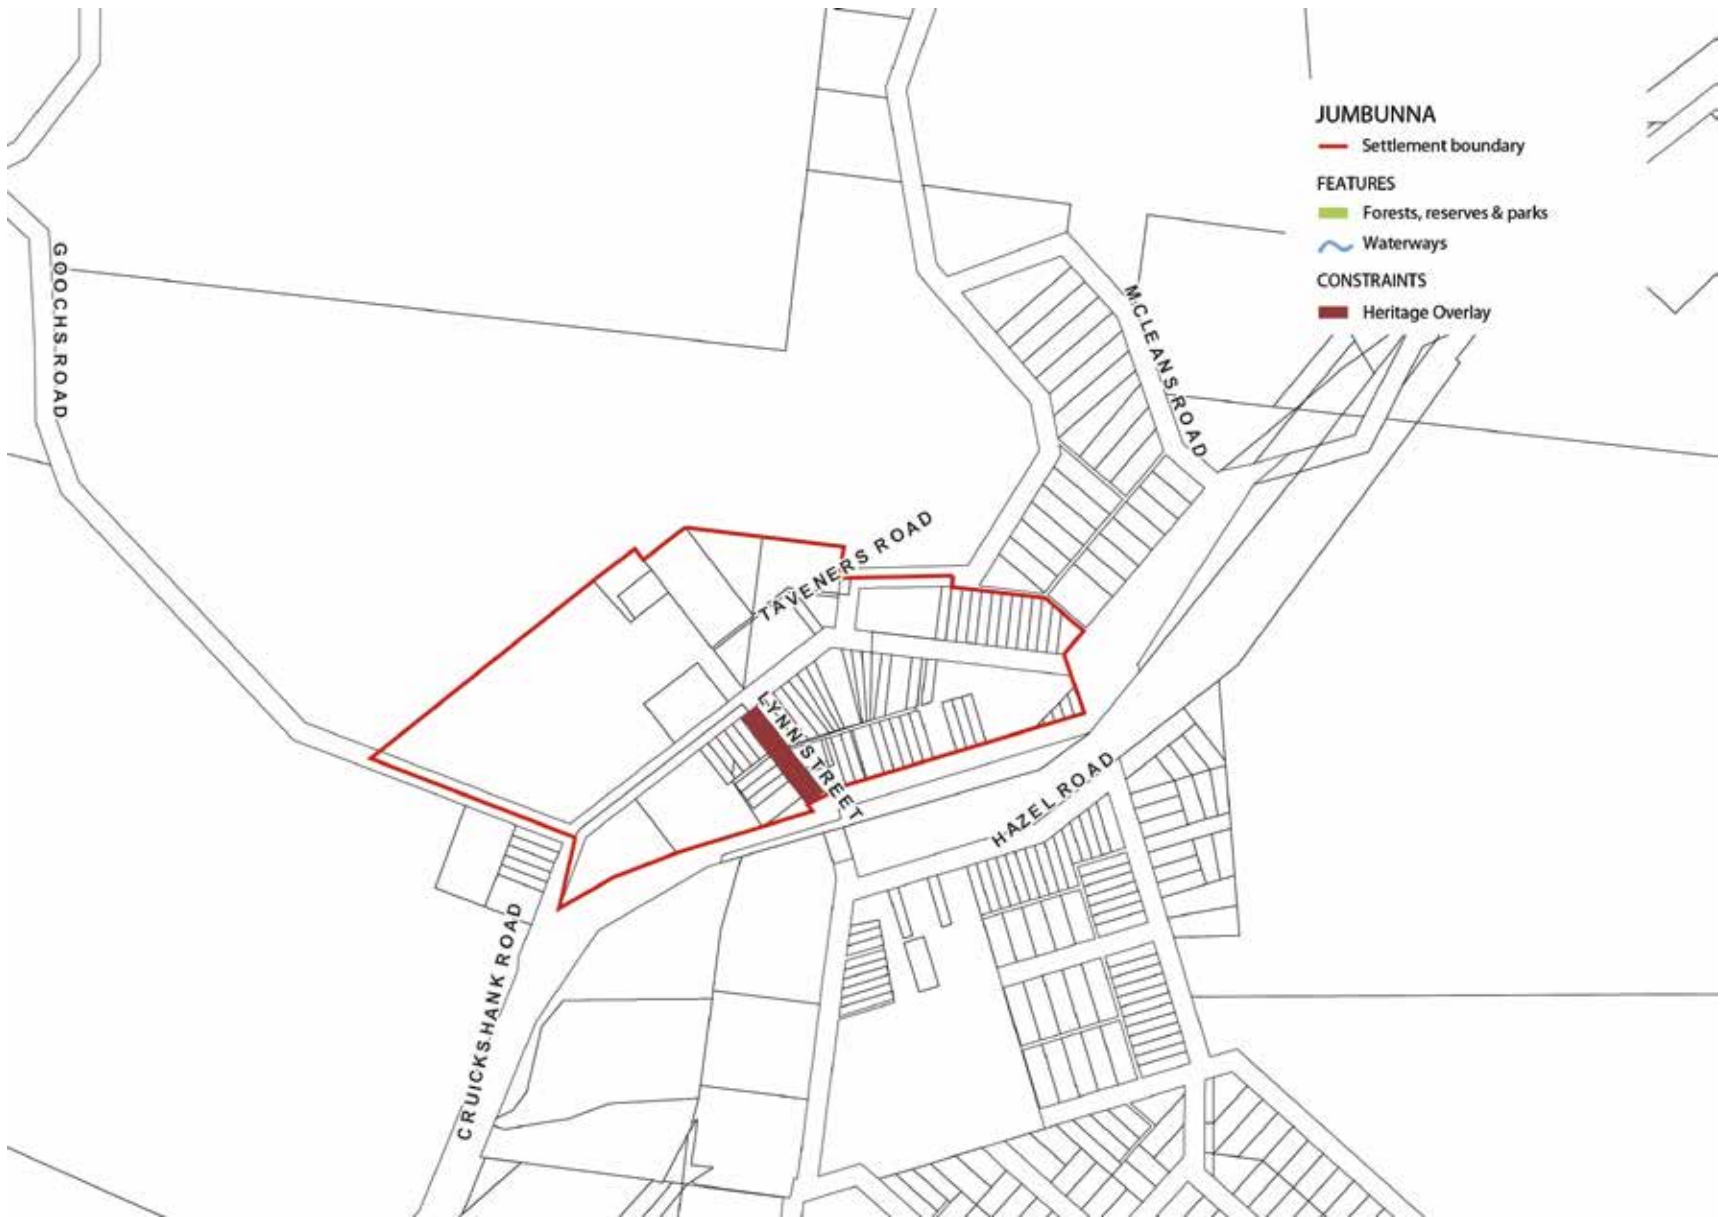 JUMBUNNA
Settlement boundary
FEATURES
Forests, reserves & parks
Waterways
CONSTRAINTS
Heritage Overlay
GOOCHS ROAD
MCLEANS ROAD
TAVENERS ROAD
LYNN STREET
HAZEL ROAD
CRUICKSHANK ROAD